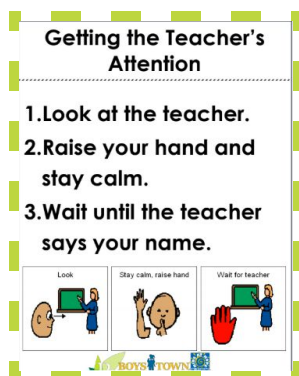 Getting the Teacher's
Attention
1.Look at the teacher.
2.Raise your hand and
stay calm.
3.Wait until the teacher
says your name.
Look
Stay calm, raise hand
Wait for teacher
BOYS TOWN